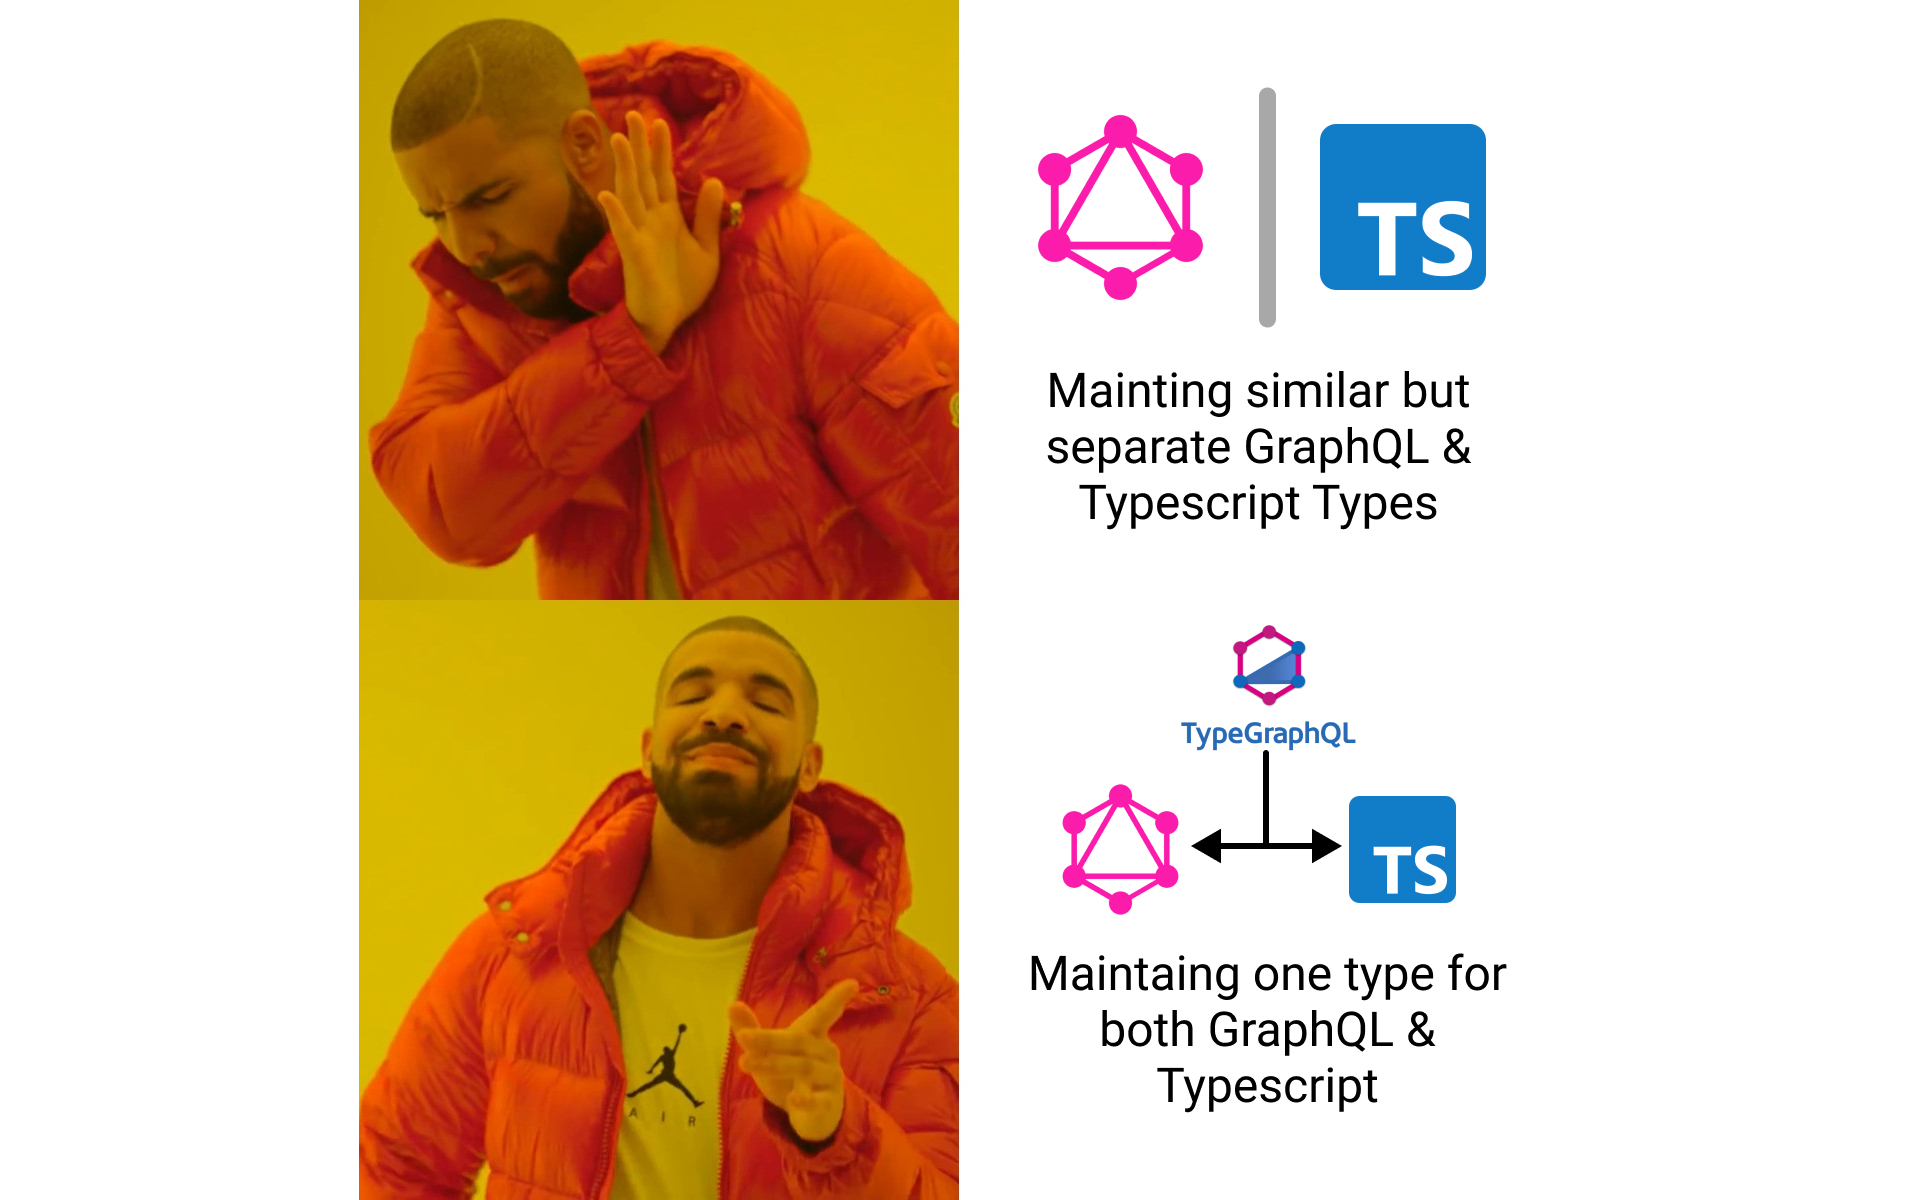 TS
Mainting similar but
separate GraphQL &
Typescript Types
TypeGraphQL
TS
Maintaing one type for
both GraphQL &
Typescript
AIR